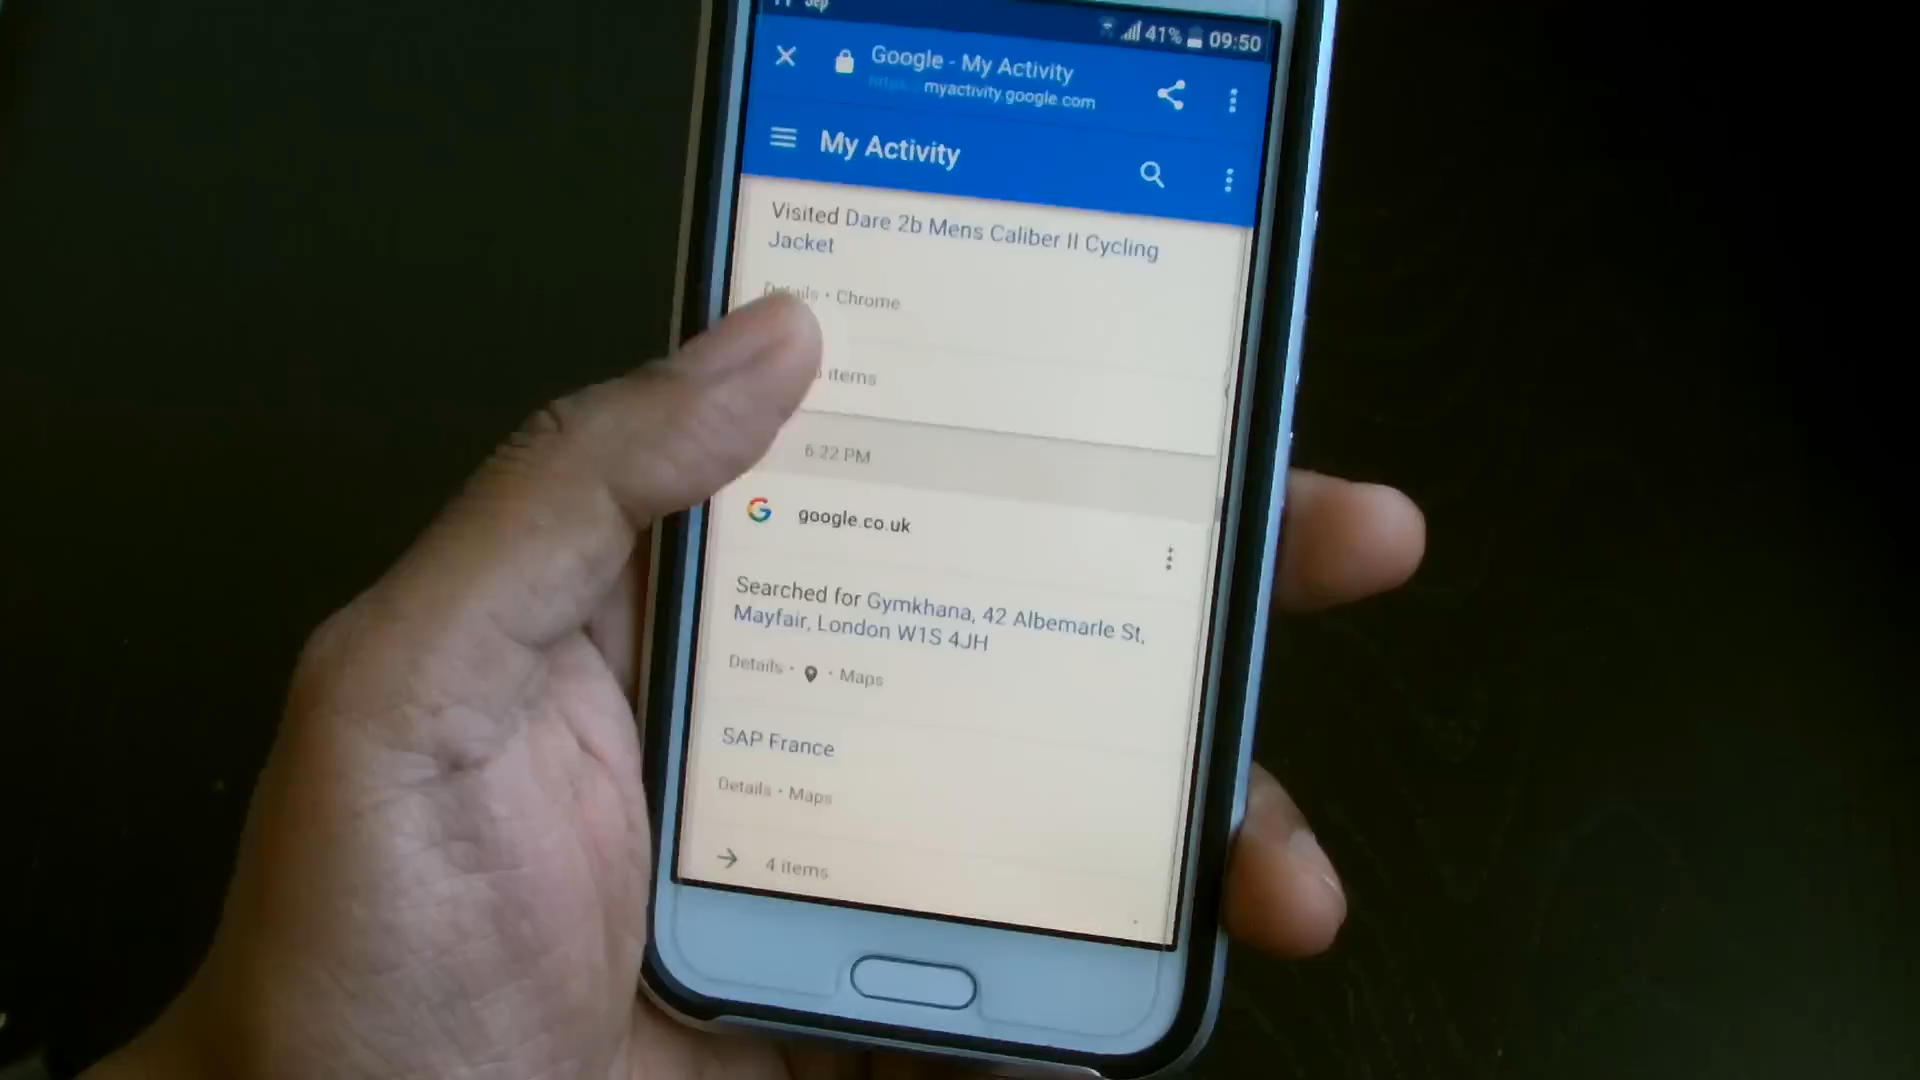 Sep
41% 09:50
Google - My Activity
https://myactivity.google.com
My Activity
Visited Dare 2b Mens Caliber II Cycling
Jacket
Details • Chrome
items
6:22 PM
google.co.uk
Searched for Gymkhana, 42 Albemarle St,
Mayfair, London W1S 4JH
Details • • Maps
SAP France
Details • Maps
4 items